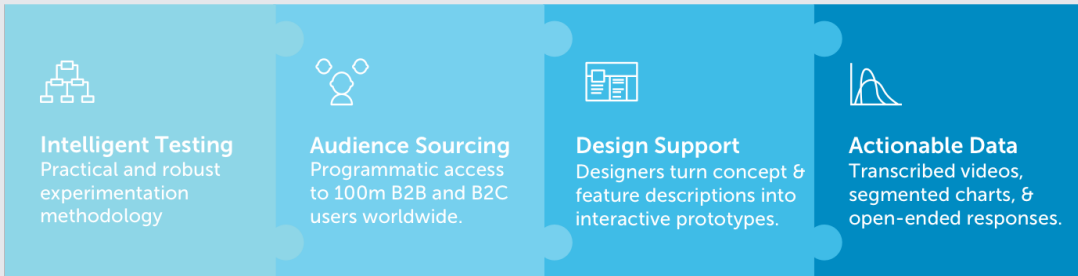 Intelligent Testing
Practical and robust
experimentation
methodology
Audience Sourcing
Programmatic access
to 100m B2B and B2C
users worldwide.
Design Support
Designers turn concept &
feature descriptions into
interactive prototypes.
Actionable Data
Transcribed videos,
segmented charts, &
open-ended responses.